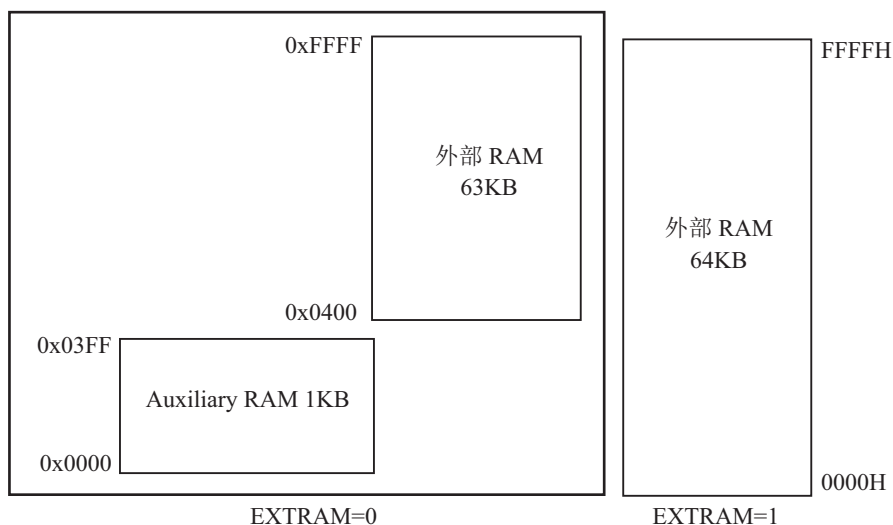 0xFFFF
外部 RAM
63KB
0x0400
0x03FF
Auxiliary RAM 1KB
0x0000
EXTRAM=0
FFFFH
外部 RAM
64KB
0000H
EXTRAM=1